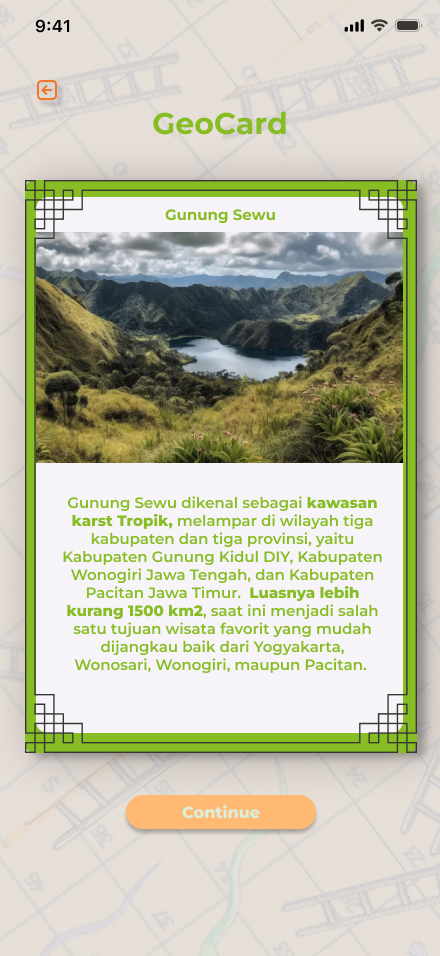 9:41
GeoCard
Gunung Sewu
Gunung Sewu dikenal sebagai kawasan
karst Tropik, melampar di wilayah tiga
kabupaten dan tiga provinsi, yaitu
Kabupaten Gunung Kidul DIY, Kabupaten
Wonogiri Jawa Tengah, dan Kabupaten
Pacitan Jawa Timur.  Luasnya lebih
kurang 1500 km2, saat ini menjadi salah
satu tujuan wisata favorit yang mudah
dijangkau baik dari Yogyakarta,
Wonosari, Wonogiri, maupun Pacitan.
Continue